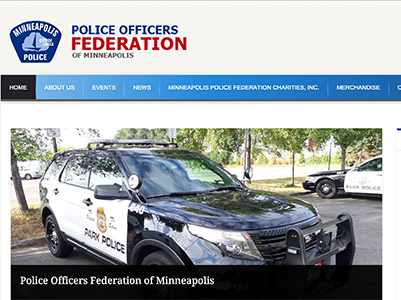 MINNEAPOLIS
POLICE
POLICE OFFICERS
FEDERATION
OF MINNEAPOLIS
HOME ABOUT US EVENTS NEWS MINNEAPOLIS POLICE FEDERATION CHARITIES, INC. MERCHANDISE
PARK POLICE
PARK POLICE
Police Officers Federation of Minneapolis